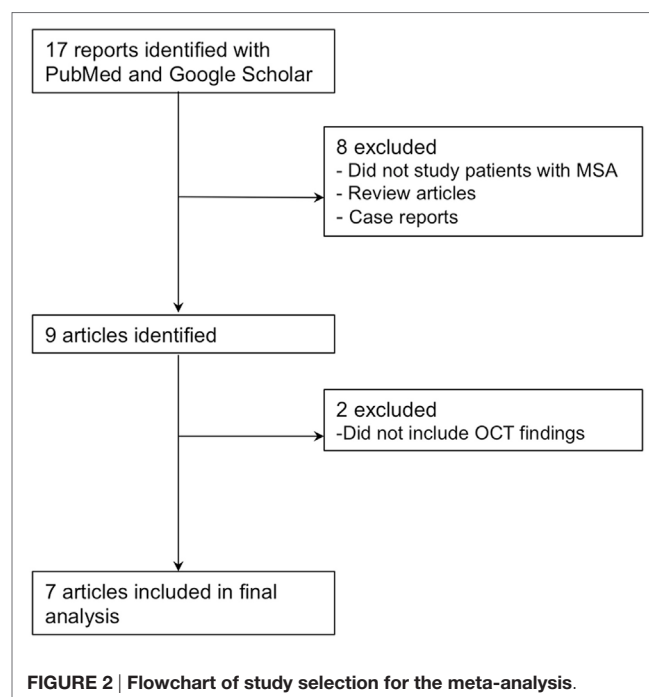 17 reports identified with
PubMed and Google Scholar
8 excluded
- Did not study patients with MSA
- Review articles
- Case reports
9 articles identified
2 excluded
-Did not include OCT findings
7 articles included in final
analysis
FIGURE 2 | Flowchart of study selection for the meta-analysis.